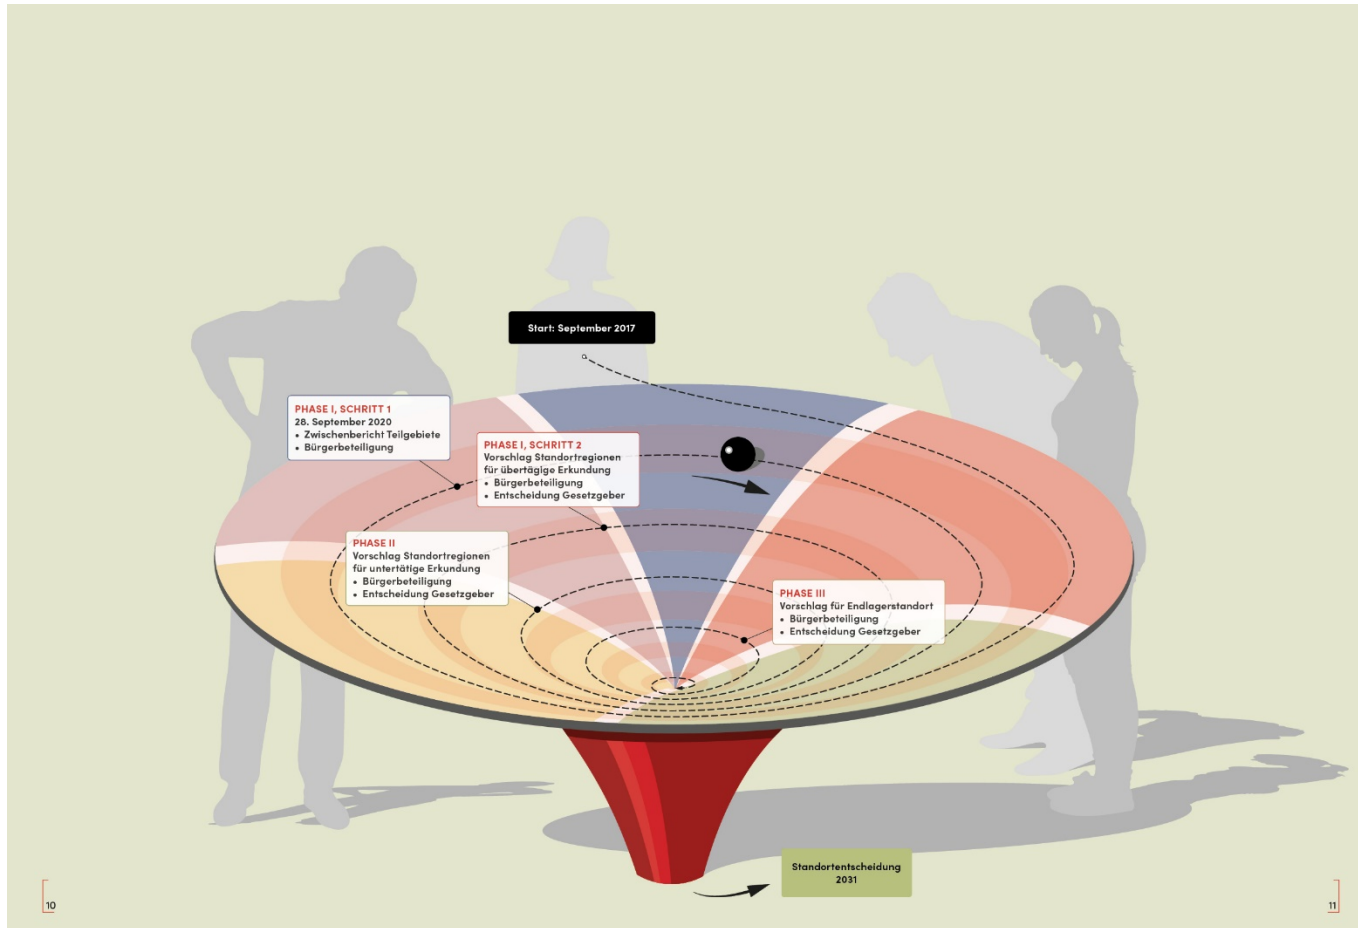 Start: September 2017
PHASE I, SCHRITT 1
28. September 2020
• Zwischenbericht Teilgebiete
• Bürgerbeteiligung
PHASE I, SCHRITT 2
Vorschlag Standortregionen
für übertägige Erkundung
• Bürgerbeteiligung
• Entscheidung Gesetzgeber
PHASE II
Vorschlag Standortregionen
für untertätige Erkundung
• Bürgerbeteiligung
• Entscheidung Gesetzgeber
PHASE III
Vorschlag für Endlagerstandort
• Bürgerbeteiligung
• Entscheidung Gesetzgeber
Standortentscheidung
2031
10
11